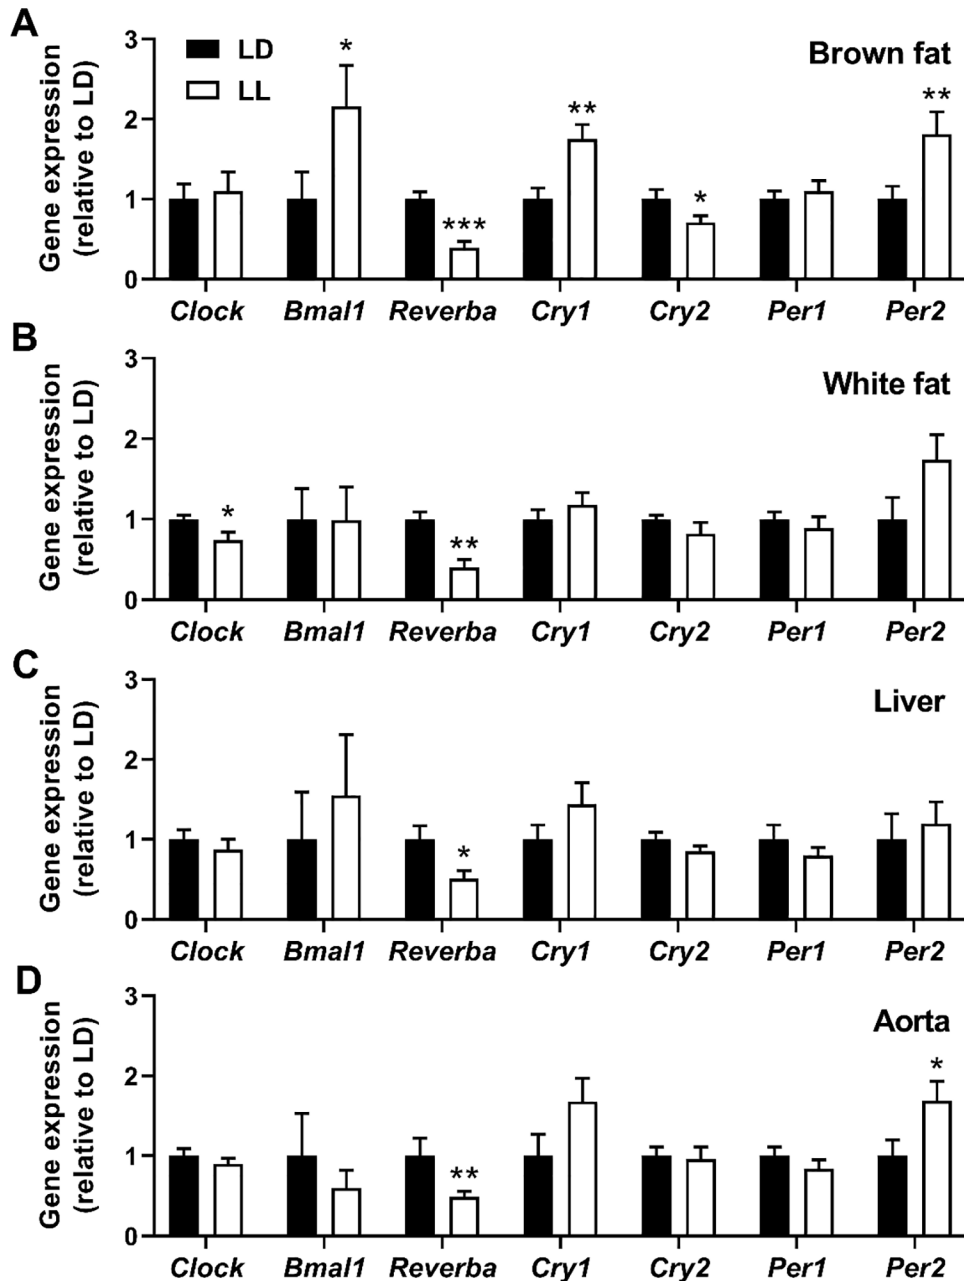 A
Gene expression
(relative to LD)
3
2
1
0
LD
LL
Brown fat
*
***
**
*
**
Clock Bmal1 Reverba Cry1 Cry2 Per1 Per2
B
Gene expression
(relative to LD)
3
2
1
0
White fat
*
**
Clock Bmal1 Reverba Cry1 Cry2 Per1 Per2
C
Gene expression
(relative to LD)
3
2
1
0
Liver
*
Clock Bmal1 Reverba Cry1 Cry2 Per1 Per2
D
Gene expression
(relative to LD)
3
2
1
0
Aorta
**
*
Clock Bmal1 Reverba Cry1 Cry2 Per1 Per2